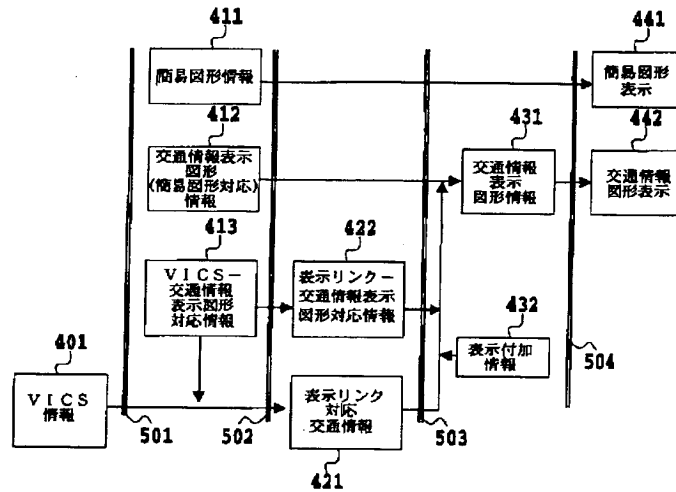 411
簡易図形情報
441
簡易図形
表示
412
交通情報表示
図形
(簡易図形対応)
情報
431
交通情報
表示
図形情報
442
交通情報
図形表示
413
VICS－
交通情報
表示図形
対応情報
422
表示リンクー
交通情報表示
図形対応情報
432
表示付加
情報
504
401
VICS
情報
501
502
表示リンク
対応
交通情報
503
421